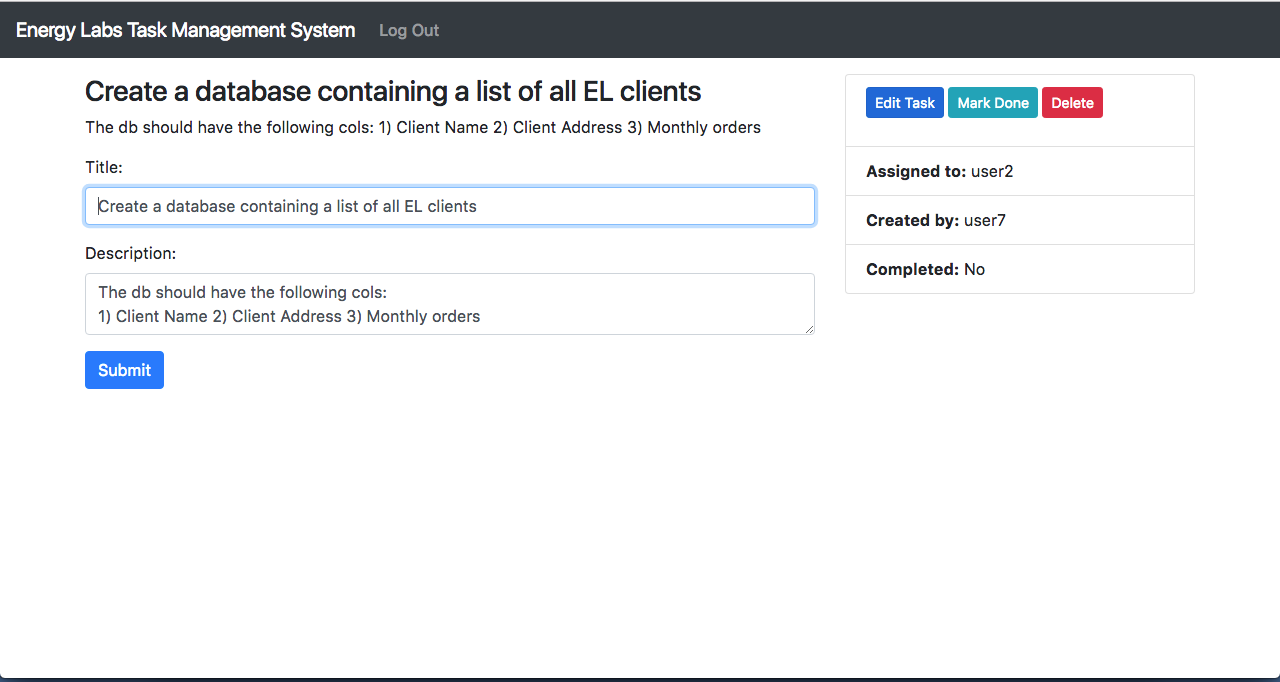 Energy Labs Task Management System Log Out
Create a database containing a list of all EL clients
The db should have the following cols: 1) Client Name 2) Client Address 3) Monthly orders
Title:
Create a database containing a list of all EL clients
Description:
The db should have the following cols:
1) Client Name 2) Client Address 3) Monthly orders
Submit
Edit Task Mark Done Delete
Assigned to: user2
Created by: user7
Completed: No